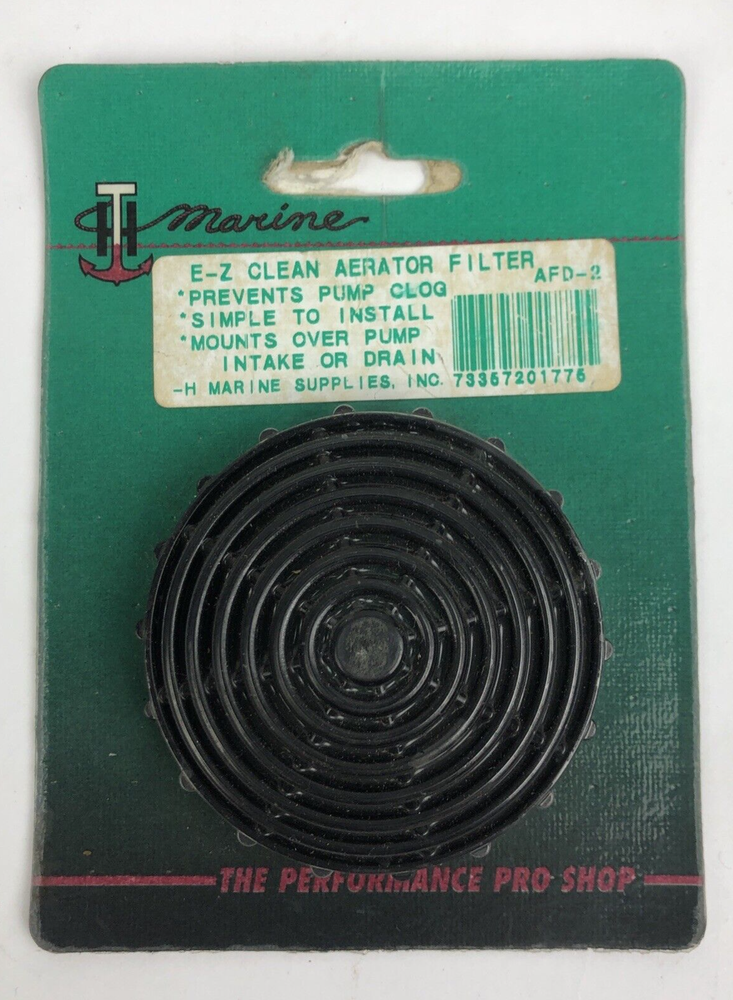 TH marine
E-Z CLEAN AERATOR FILTER AFD-2
*PREVENTS PUMP CLOG
*SIMPLE TO INSTALL
*MOUNTS OVER PUMP
INTAKE OR DRAIN
-H MARINE SUPPLIES, INC. 73357201775
THE PERFORMANCE PRO SHOP